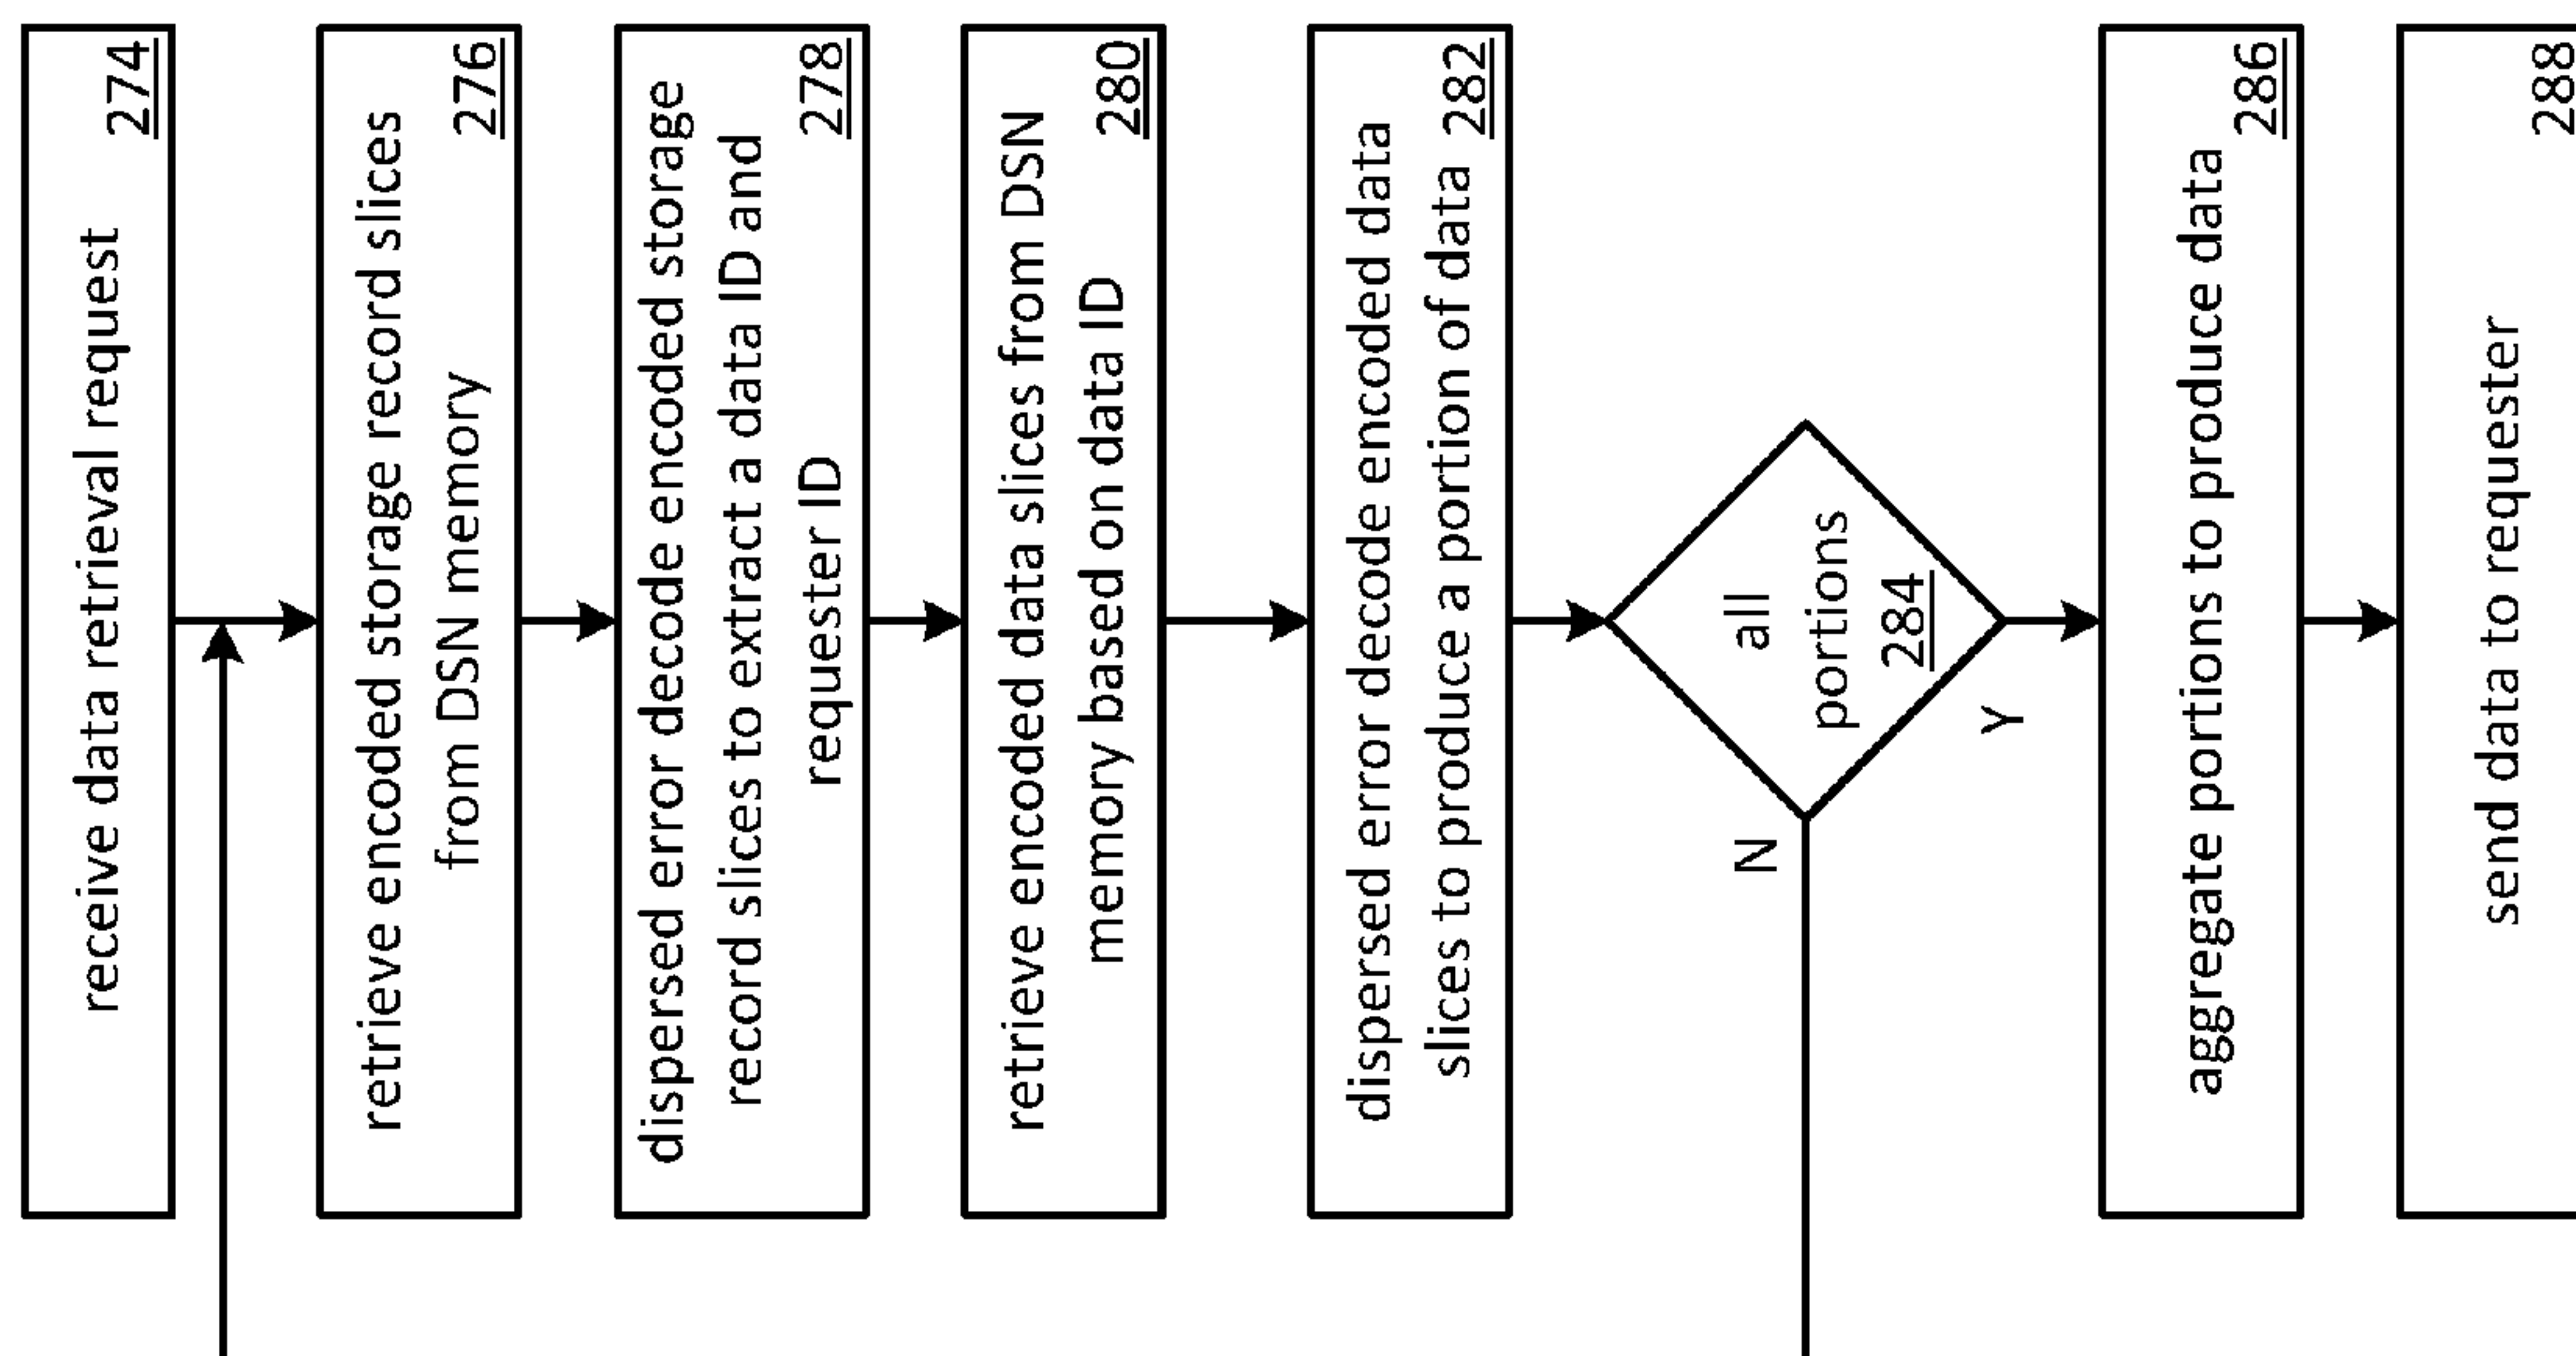 receive data retrieval request
274
retrieve encoded storage record slices
from DSN memory
276
dispersed error decode encoded storage
record slices to extract a data ID and
requester ID
278
retrieve encoded data slices from DSN
memory based on data ID
280
dispersed error decode encoded data
slices to produce a portion of data
282
all
portions
284
N
Y
aggregate portions to produce data
286
send data to requester
288